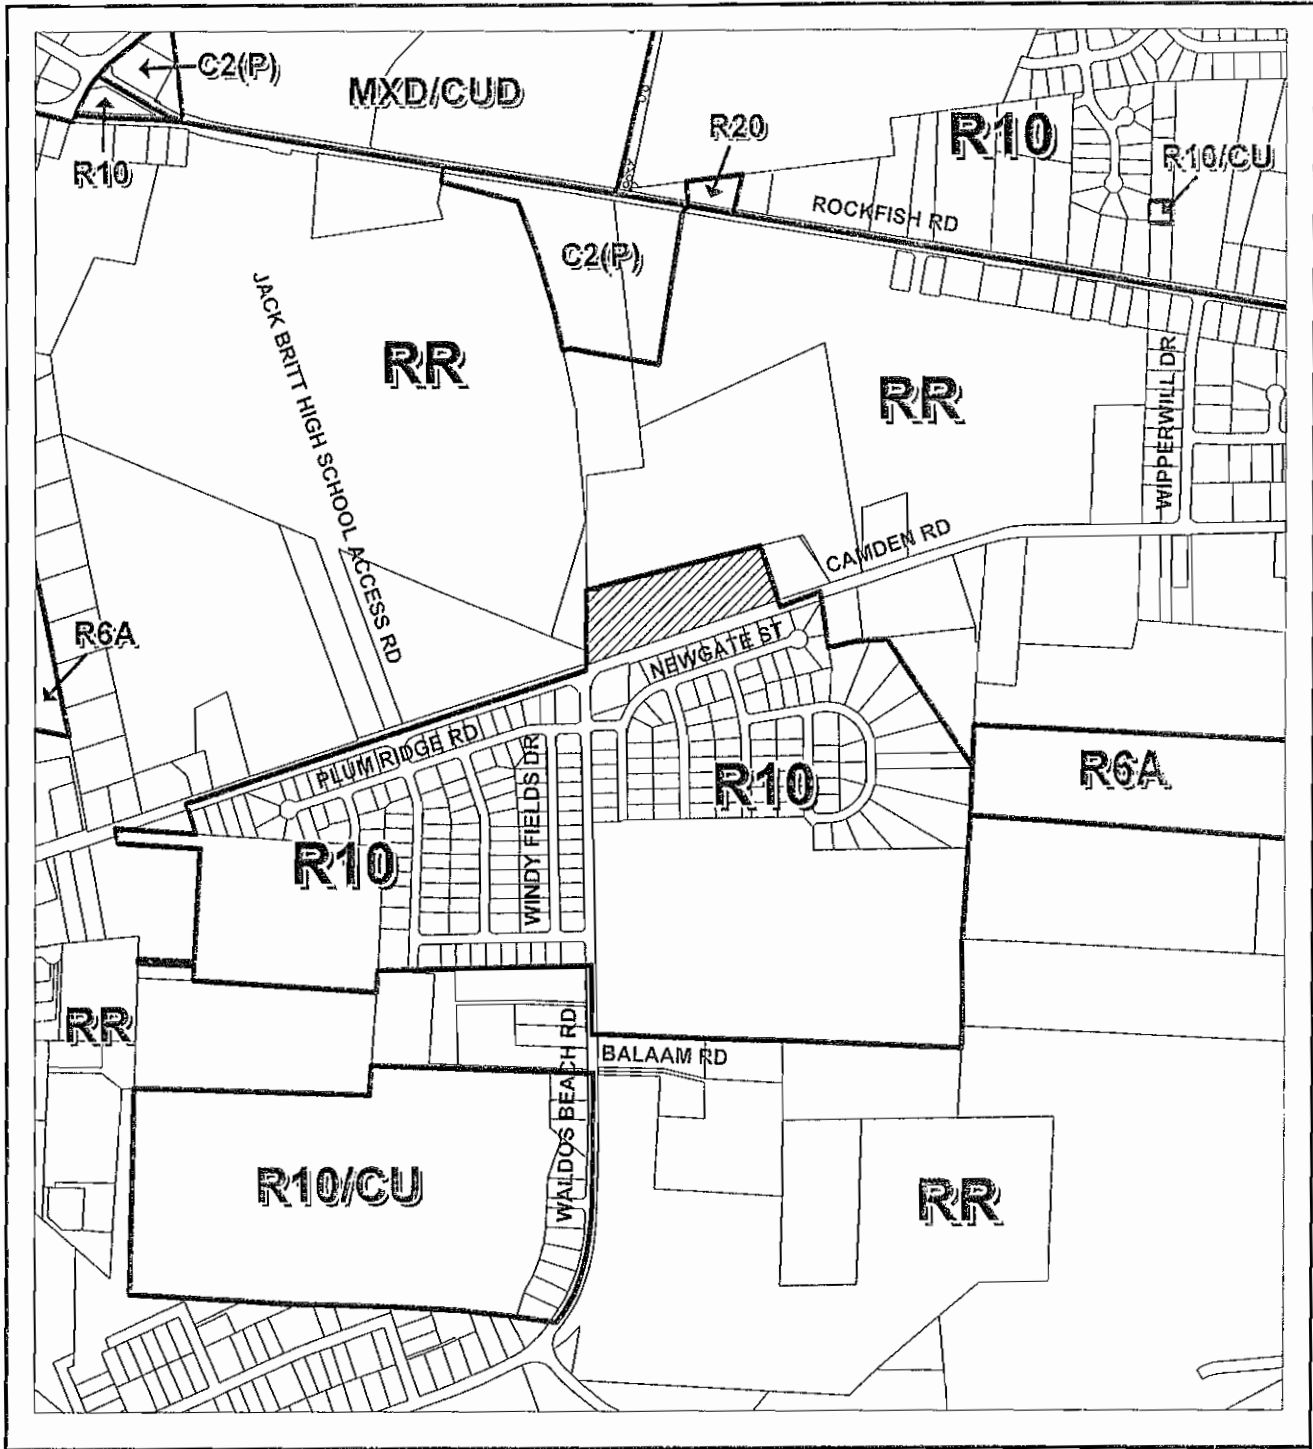 C2(P)
MXD/CUD
R20
R10
R10/CU
R10
ROCKFISH RD
C2(P)
JACK BRITT HIGH SCHOOL ACCESS RD
RR
RR
WIPPERWILL DR
CAMDEN RD
R6A
NEWGATE ST
PLUM RIDGE RD
WINDY FIELDS DR
R10
R6A
R10
RR
WALDOS BEACH RD
BALAAM RD
R10/CU
RR